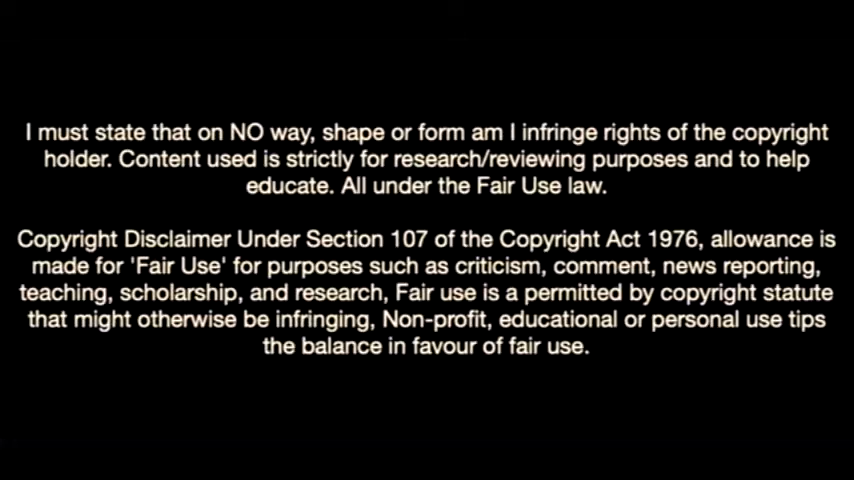 I must state that on NO way, shape or form am I infringe rights of the copyright
holder. Content used is strictly for research/reviewing purposes and to help
educate. All under the Fair Use law.
Copyright Disclaimer Under Section 107 of the Copyright Act 1976, allowance is
made for 'Fair Use' for purposes such as criticism, comment, news reporting,
teaching, scholarship, and research, Fair use is a permitted by copyright statute
that might otherwise be infringing, Non-profit, educational or personal use tips
the balance in favour of fair use.